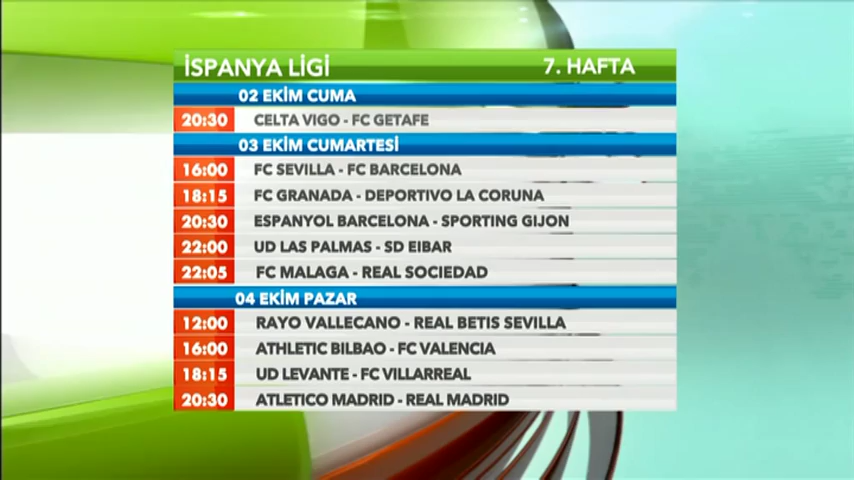 İSPANYA LİGİ 7. HAFTA
02 EKİM CUMA
20:30 CELTA VIGO - FC GETAFE
03 EKİM CUMARTESİ
16:00 FC SEVILLA - FC BARCELONA
18:15 FC GRANADA - DEPORTIVO LA CORUNA
20:30 ESPANYOL BARCELONA - SPORTING GIJON
22:00 UD LAS PALMAS - SD EIBAR
22:05 FC MALAGA - REAL SOCIEDAD
04 EKİM PAZAR
12:00 RAYO VALLECANO - REAL BETIS SEVILLA
16:00 ATHLETIC BILBAO - FC VALENCIA
18:15 UD LEVANTE - FC VILLARREAL
20:30 ATLETICO MADRID - REAL MADRID